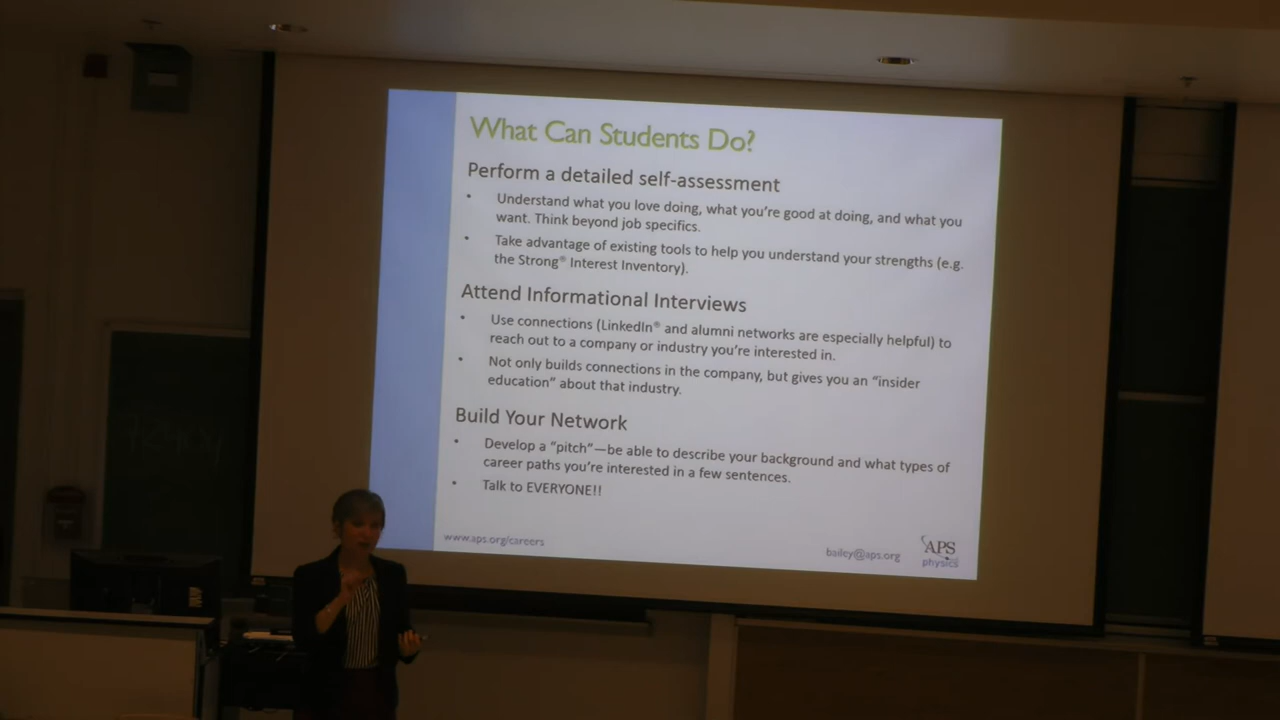 What Can Students Do?
Perform a detailed self-assessment
• Understand what you love doing, what you're good at doing, and what you
want. Think beyond job specifics.
• Take advantage of existing tools to help you understand your strengths (e.g.
the Strong® Interest Inventory).
Attend Informational Interviews
• Use connections (LinkedIn® and alumni networks are especially helpful) to
reach out to a company or industry you're interested in.
• Not only builds connections in the company, but gives you an “insider
education” about that industry.
Build Your Network
• Develop a “pitch”—be able to describe your background and what types of
career paths you're interested in a few sentences.
• Talk to EVERYONE!!
www.aps.org/careers
bailey@aps.org
APS
physics